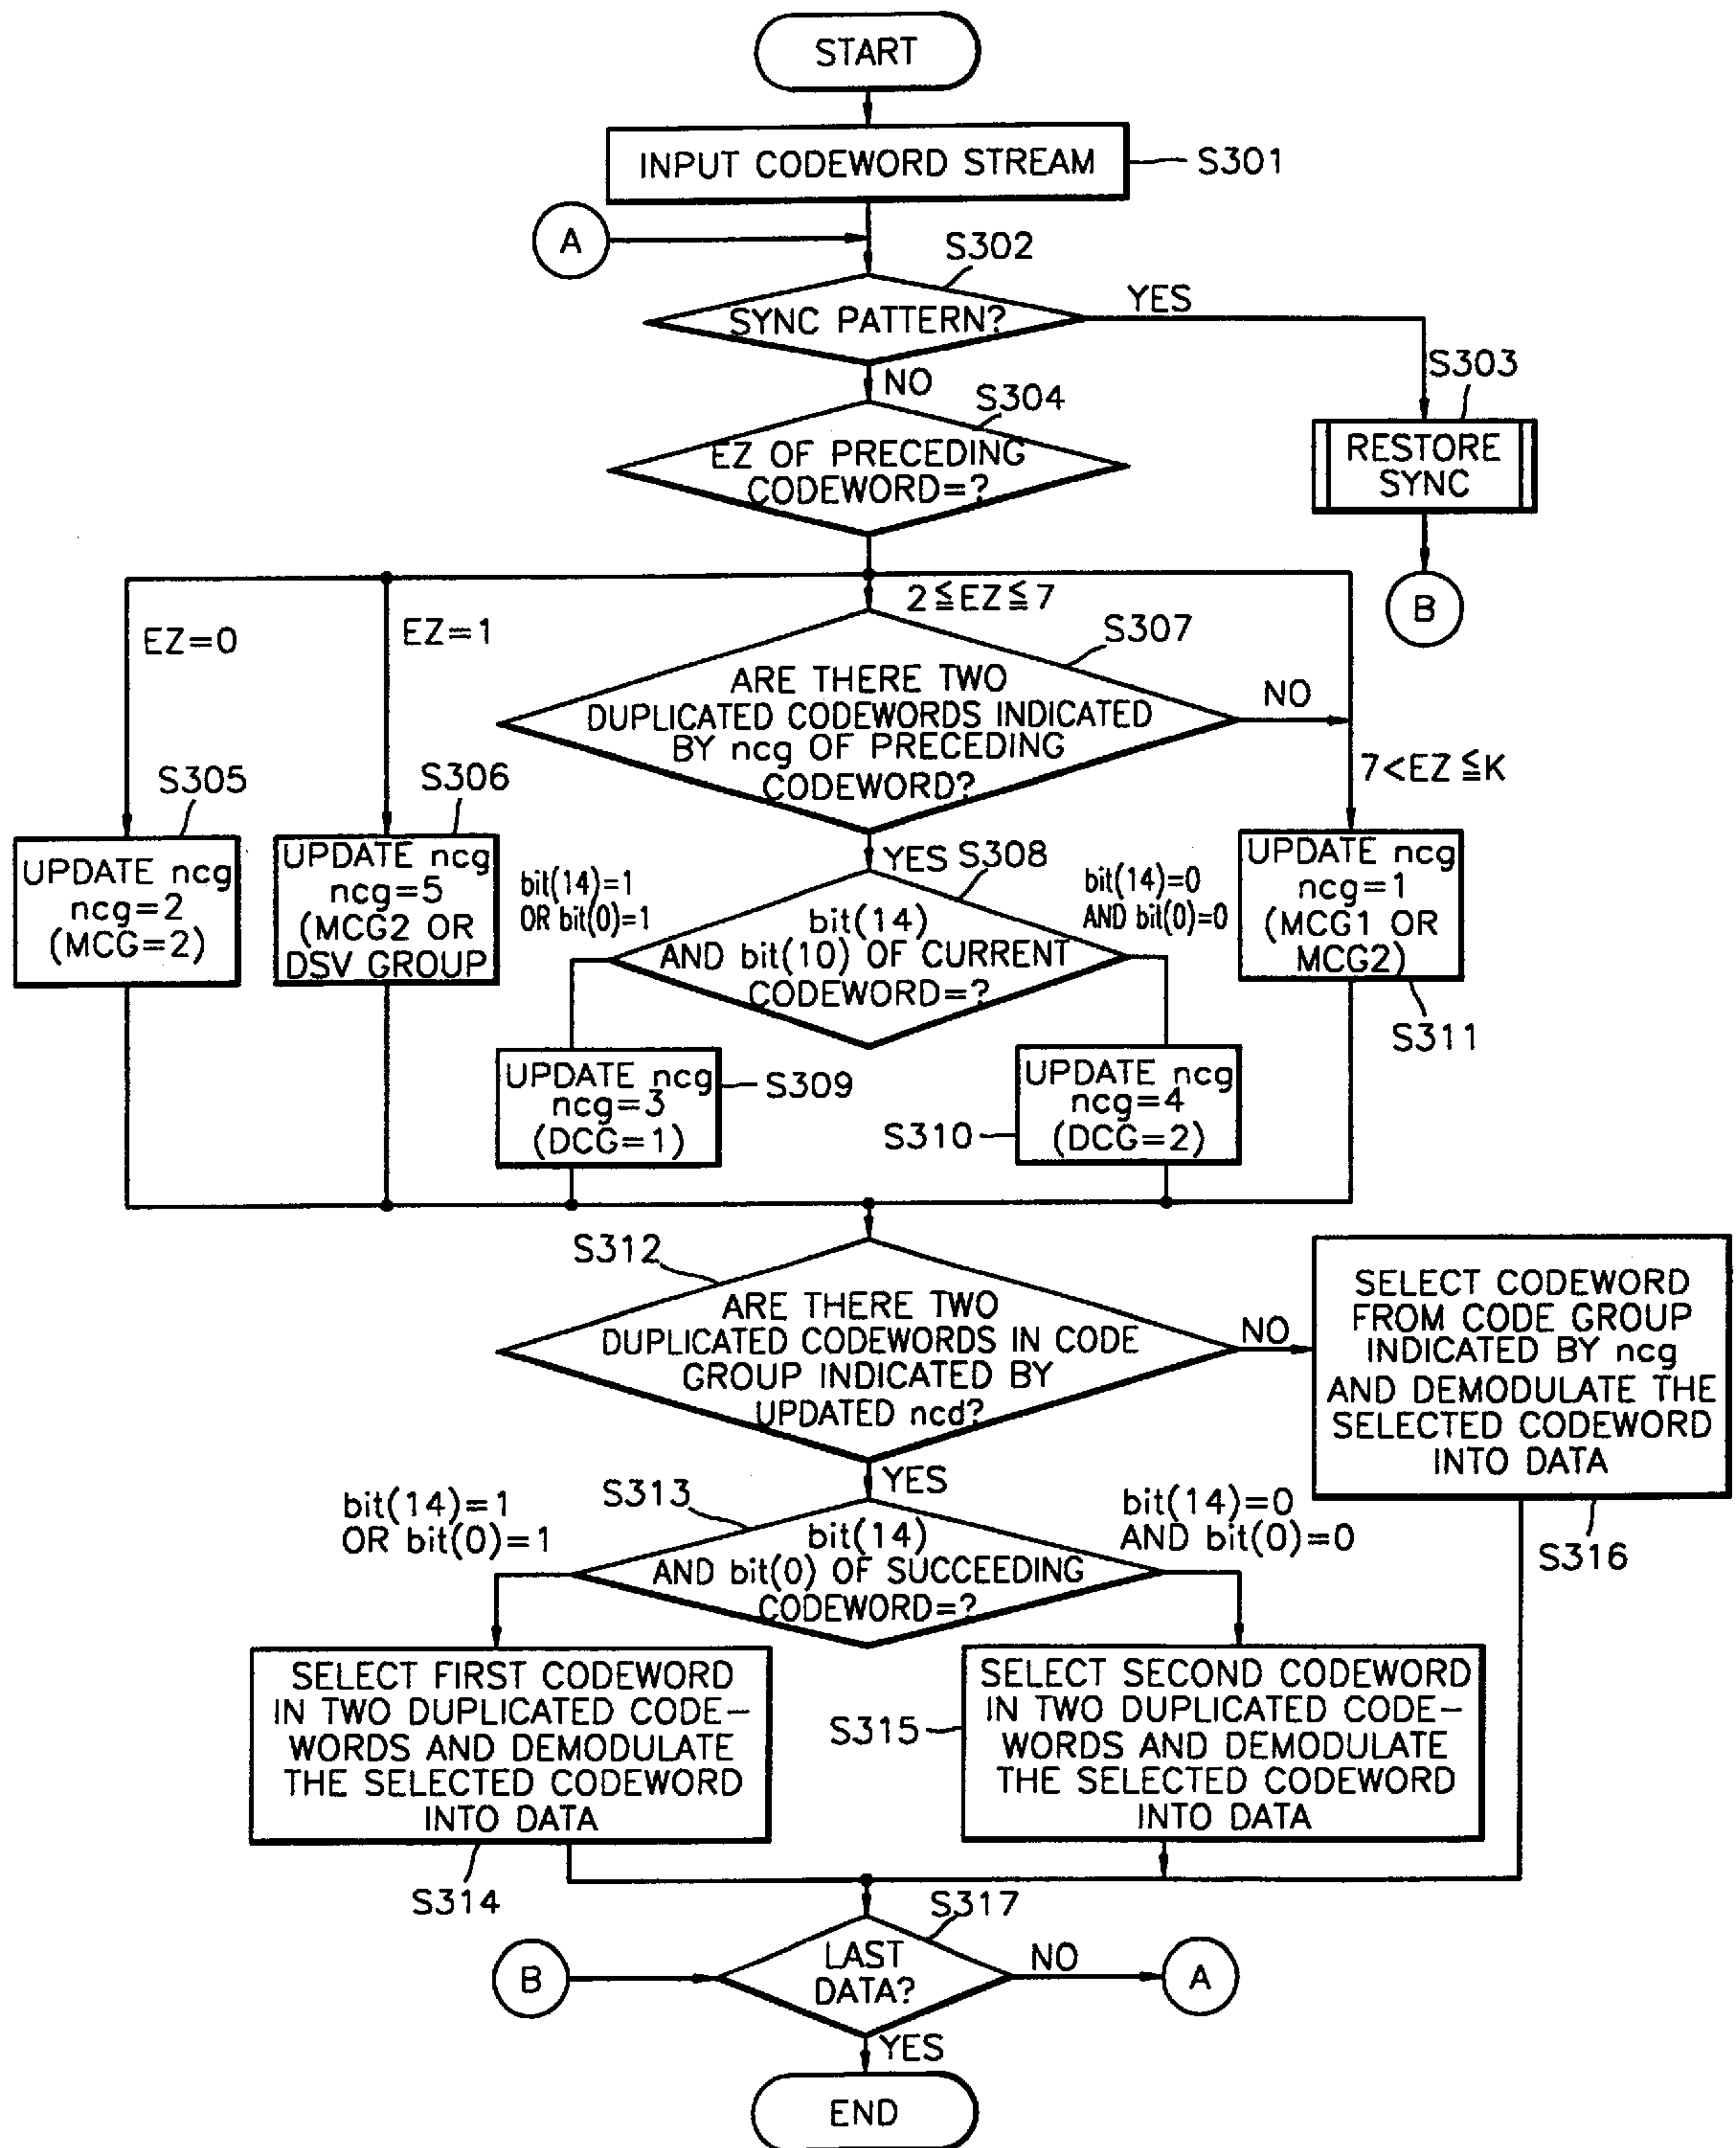 START
INPUT CODEWORD STREAM
S301
A
S302
SYNC PATTERN?
YES
S303
NO
S304
RESTORE
SYNC
EZ OF PRECEDING
CODEWORD=?
B
2≦EZ≦7
EZ=0
EZ=1
S307
ARE THERE TWO
DUPLICATED CODEWORDS INDICATED
BY ncg OF PRECEDING
CODEWORD?
NO
7<EZ≦K
S305
S306
UPDATE ncg
ncg=2
(MCG=2)
UPDATE ncg
ncg=5
(MCG2 OR
DSV GROUP
YES
S308
bit(14)=1
OR bit(0)=1
bit(14)=0
AND bit(0)=0
bit(14)
AND bit(10) OF CURRENT
CODEWORD=?
UPDATE ncg
ncg=1
(MCG1 OR
MCG2)
S311
UPDATE ncg
ncg=3
(DCG=1)
S309
UPDATE ncg
ncg=4
(DCG=2)
S310
S312
ARE THERE TWO
DUPLICATED CODEWORDS IN CODE
GROUP INDICATED BY
UPDATED ncd?
NO
SELECT CODEWORD
FROM CODE GROUP
INDICATED BY ncg
AND DEMODULATE THE
SELECTED CODEWORD
INTO DATA
S316
YES
S313
bit(14)=1
OR bit(0)=1
bit(14)
AND bit(0) OF SUCCEEDING
CODEWORD=?
bit(14)=0
AND bit(0)=0
SELECT FIRST CODEWORD
IN TWO DUPLICATED CODE-
WORDS AND DEMODULATE
THE SELECTED CODEWORD
INTO DATA
S314
SELECT SECOND CODEWORD
IN TWO DUPLICATED CODE-
WORDS AND DEMODULATE
THE SELECTED CODEWORD
INTO DATA
S315
S317
B
LAST
DATA?
NO
A
YES
END